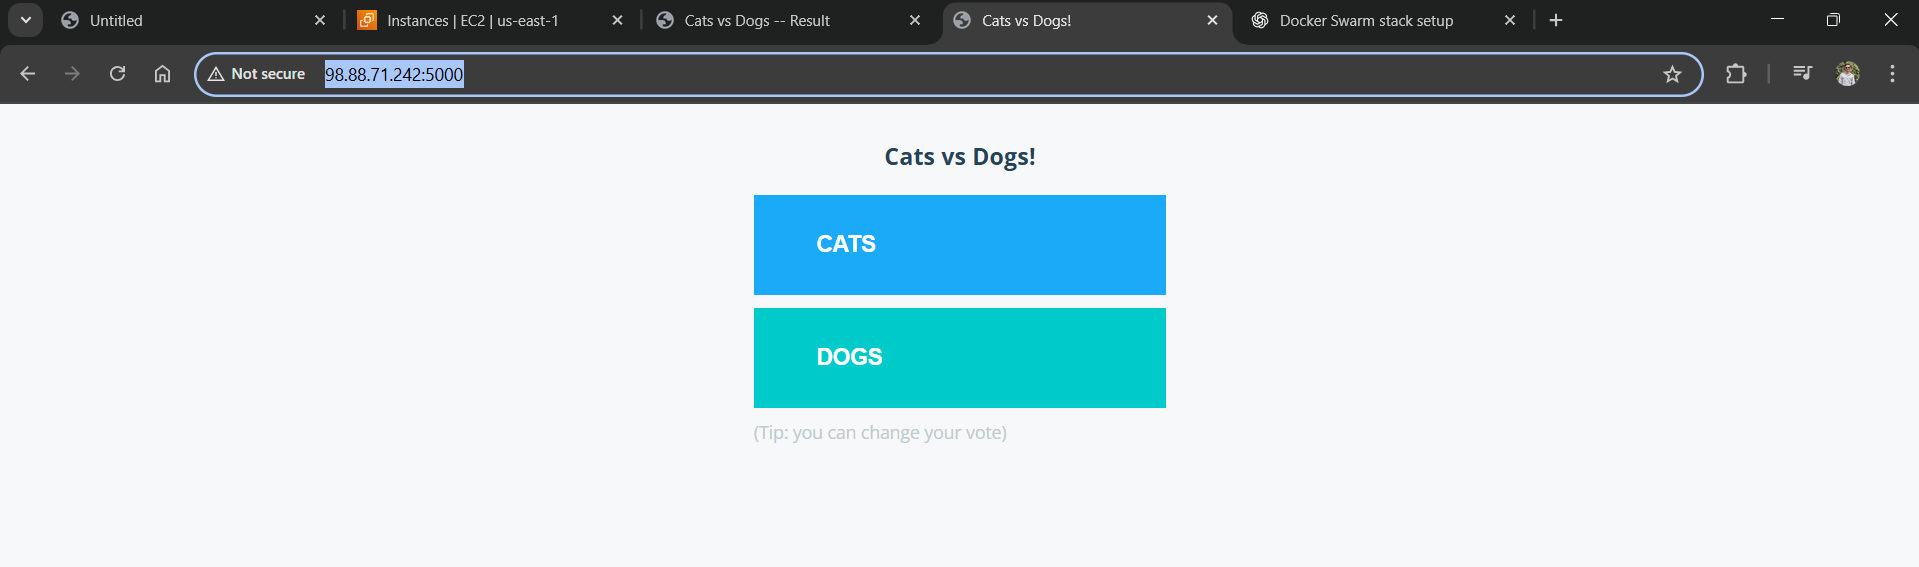 Untitled
Instances | EC2 | us-east-1
Cats vs Dogs -- Result
Cats vs Dogs!
Docker Swarm stack setup
Not secure
98.88.71.242:5000
Cats vs Dogs!
CATS
DOGS
(Tip: you can change your vote)